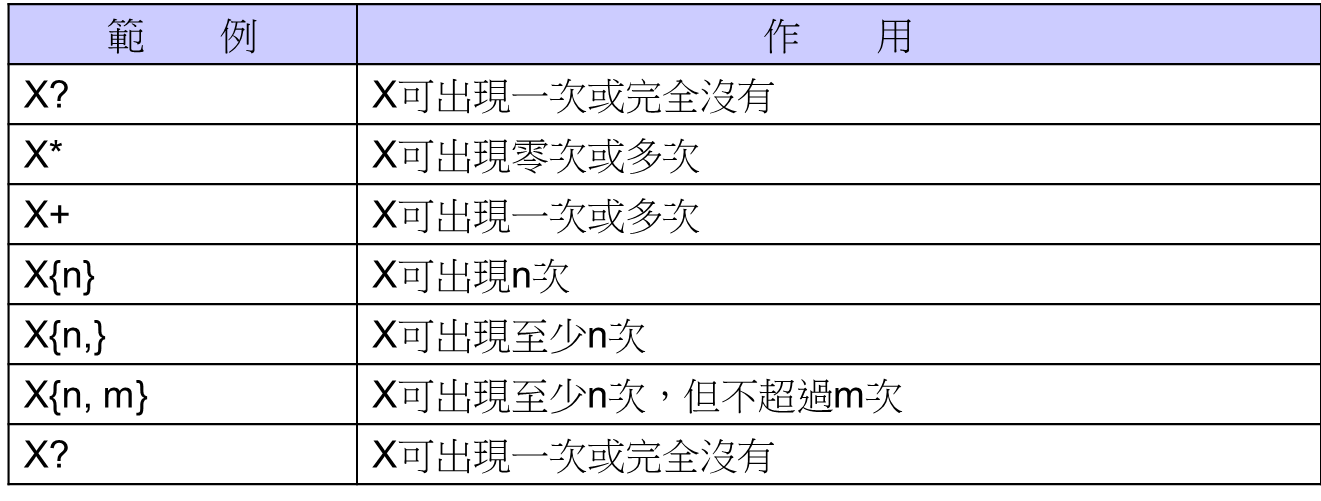 範 例 作 用
X? X可出現一次或完全沒有
X* X可出現零次或多次
X+ X可出現一次或多次
X{n} X可出現n次
X{n,} X可出現至少n次
X{n, m} X可出現至少n次，但不超過m次
X? X可出現一次或完全沒有